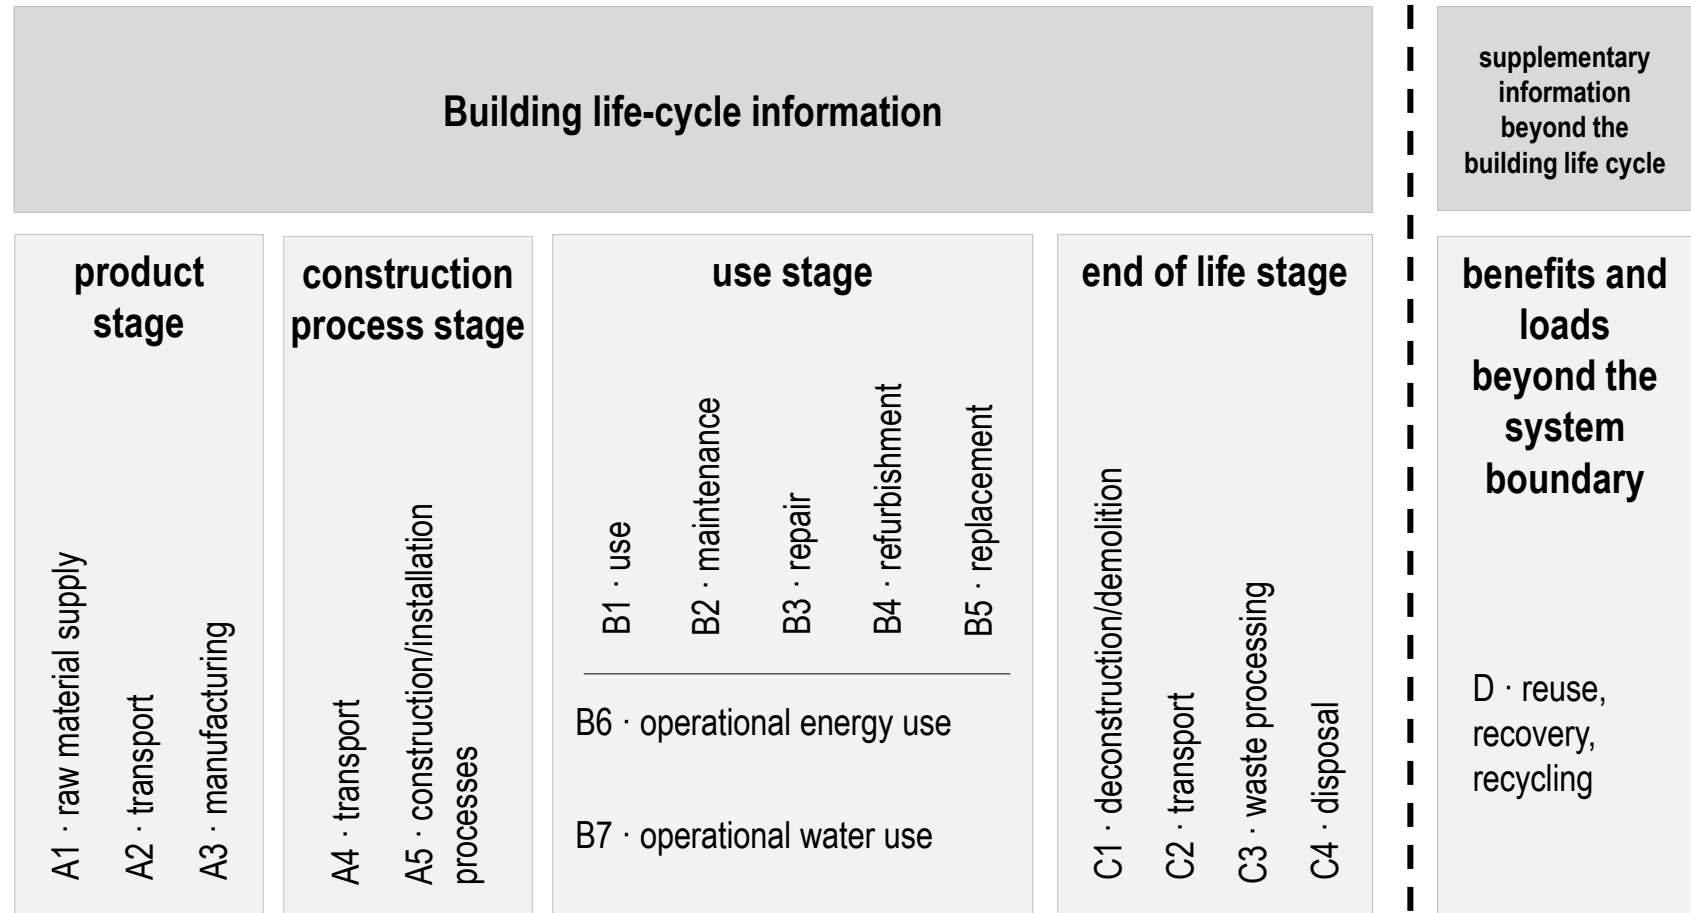 Building life-cycle information
supplementary
information
beyond the
building life cycle
product
stage
A1 · raw material supply
A2 · transport
A3 · manufacturing
construction
process stage
A4 · transport
A5 · construction/installation
processes
use stage
B1 · use
B2 · maintenance
B3 · repair
B4 · refurbishment
B5 · replacement
B6 · operational energy use
B7 · operational water use
end of life stage
C1 · deconstruction/demolition
C2 · transport
C3 · waste processing
C4 · disposal
benefits and
loads
beyond the
system
boundary
D · reuse,
recovery,
recycling